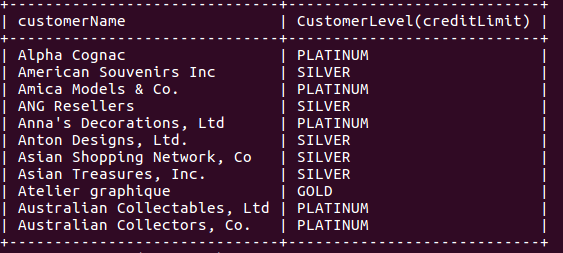 +------------------------------+----------------------------+
| customerName                 | CustomerLevel(creditLimit) |
+------------------------------+----------------------------+
| Alpha Cognac                 | PLATINUM                   |
| American Souvenirs Inc       | SILVER                     |
| Amica Models & Co.           | PLATINUM                   |
| ANG Resellers                | SILVER                     |
| Anna's Decorations, Ltd      | PLATINUM                   |
| Anton Designs, Ltd.          | SILVER                     |
| Asian Shopping Network, Co   | SILVER                     |
| Asian Treasures, Inc.        | SILVER                     |
| Atelier graphique            | GOLD                       |
| Australian Collectables, Ltd | PLATINUM                   |
| Australian Collectors, Co.   | PLATINUM                   |
+------------------------------+----------------------------+